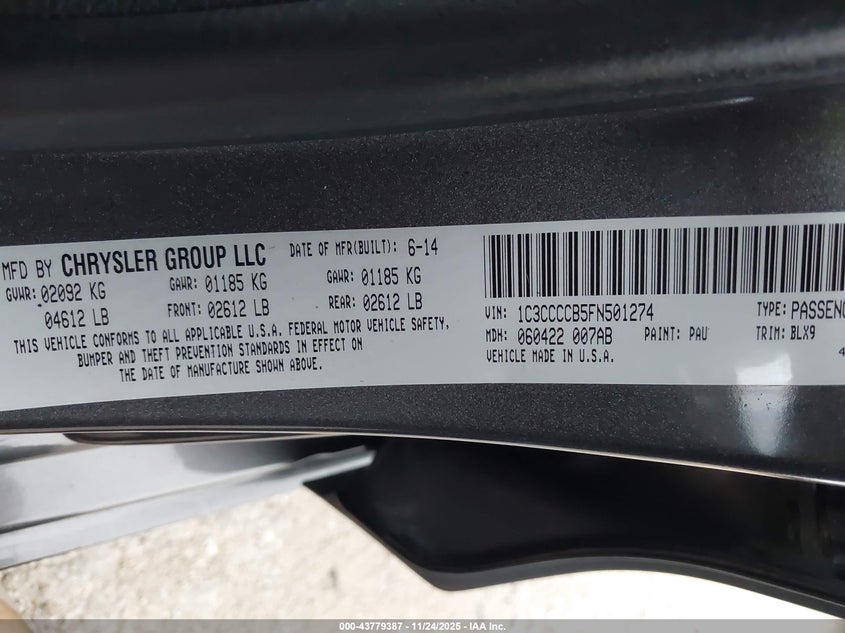 MFD BY CHRYSLER GROUP LLC DATE OF MFR(BUILT): 6-14
GVWR: 02092 KG GAWR: 01185 KG GAWR: 01185 KG
04612 LB FRONT: 02612 LB REAR: 02612 LB
THIS VEHICLE CONFORMS TO ALL APPLICABLE U.S.A. FEDERAL MOTOR VEHICLE SAFETY,
BUMPER AND THEFT PREVENTION STANDARDS IN EFFECT ON
THE DATE OF MANUFACTURE SHOWN ABOVE.
VIN: 1C3CCCCB5FN501274 TYPE: PASSENG
MDH: 060422 007AB PAINT: PAU TRIM: BLX9
VEHICLE MADE IN U.S.A. 4
000-43779387 - 11/24/2025 - IAA Inc.